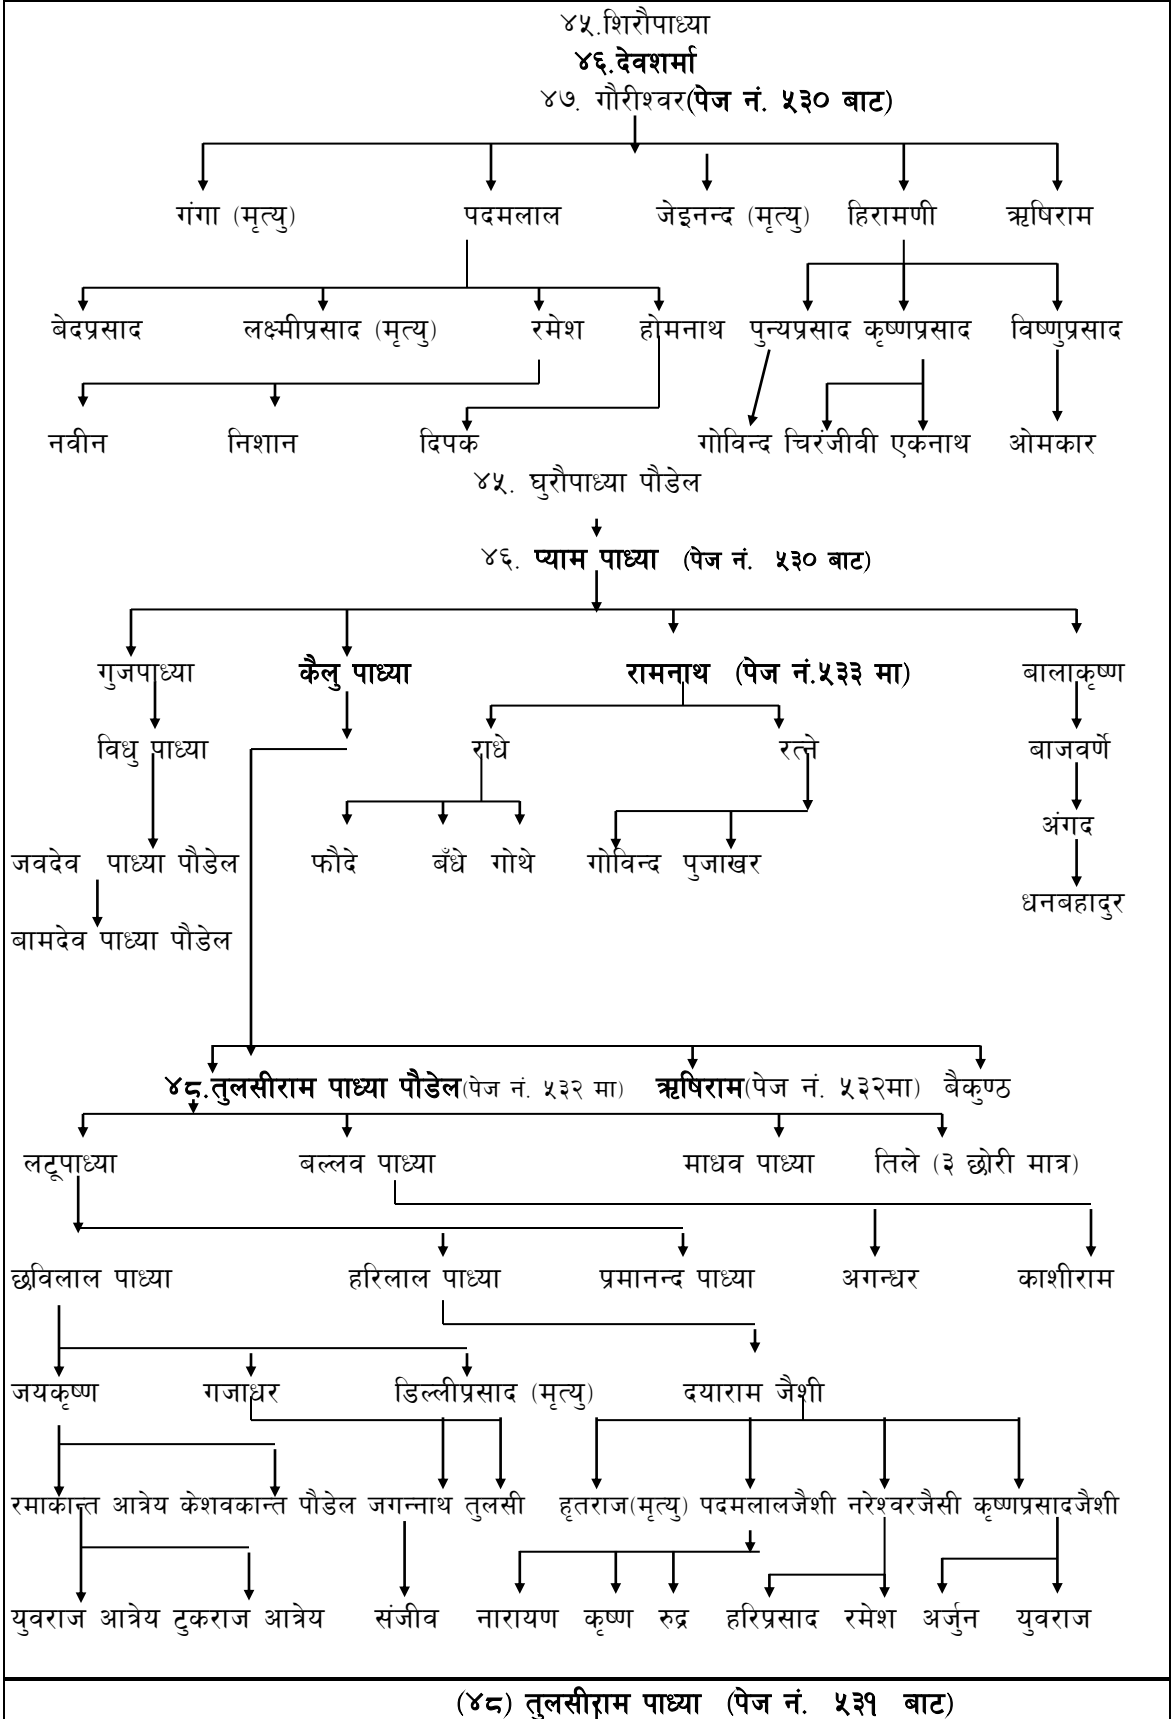 ४५.शिरौपाध्या
४६.देवशर्मा
४७. गौरीश्वर(पेज नं. ५३० बाट)
गंगा (मृत्यु) पदमलाल जेइनन्द (मृत्यु) हिरामणी ऋषिराम
बेदप्रसाद लक्ष्मीप्रसाद (मृत्यु) रमेश होमनाथ पुन्यप्रसाद कृष्णप्रसाद विष्णुप्रसाद
नवीन निशान दिपक गोविन्द चिरंजीवी एकनाथ ओमकार
४५. घुरौपाध्या पौडेल
४६. प्याम पाध्या (पेज नं. ५३० बाट)
गुजपाध्या कैलु पाध्या रामनाथ (पेज नं.५३३ मा) बालाकृष्ण
विधु पाध्या राधे रत्ने बाजवर्णे
अंगद
जवदेव पाध्या पौडेल फौदे बँधे गोथे गोविन्द पुजाखर
धनबहादुर
बामदेव पाध्या पौडेल
४८.तुलसीराम पाध्या पौडेल(पेज नं. ५३२ मा) ऋषिराम(पेज नं. ५३२मा) बैकुण्ठ
लटूपाध्या बल्लव पाध्या माधव पाध्या तिले (३ छोरी मात्र)
छविलाल पाध्या हरिलाल पाध्या प्रमानन्द पाध्या अगन्धर काशीराम
जयकृष्ण गजाधर डिल्लीप्रसाद (मृत्यु) दयाराम जैशी
रमाकान्त आत्रेय केशवकान्त पौडेल जगन्नाथ तुलसी हृतराज(मृत्यु) पदमलालजैशी नरेश्वरजैसी कृष्णप्रसादजैशी
युवराज आत्रेय टुकराज आत्रेय संजीव नारायण कृष्ण रुद्र हरिप्रसाद रमेश अर्जुन युवराज
(४८) तुलसीराम पाध्या (पेज नं. ५३१ बाट)